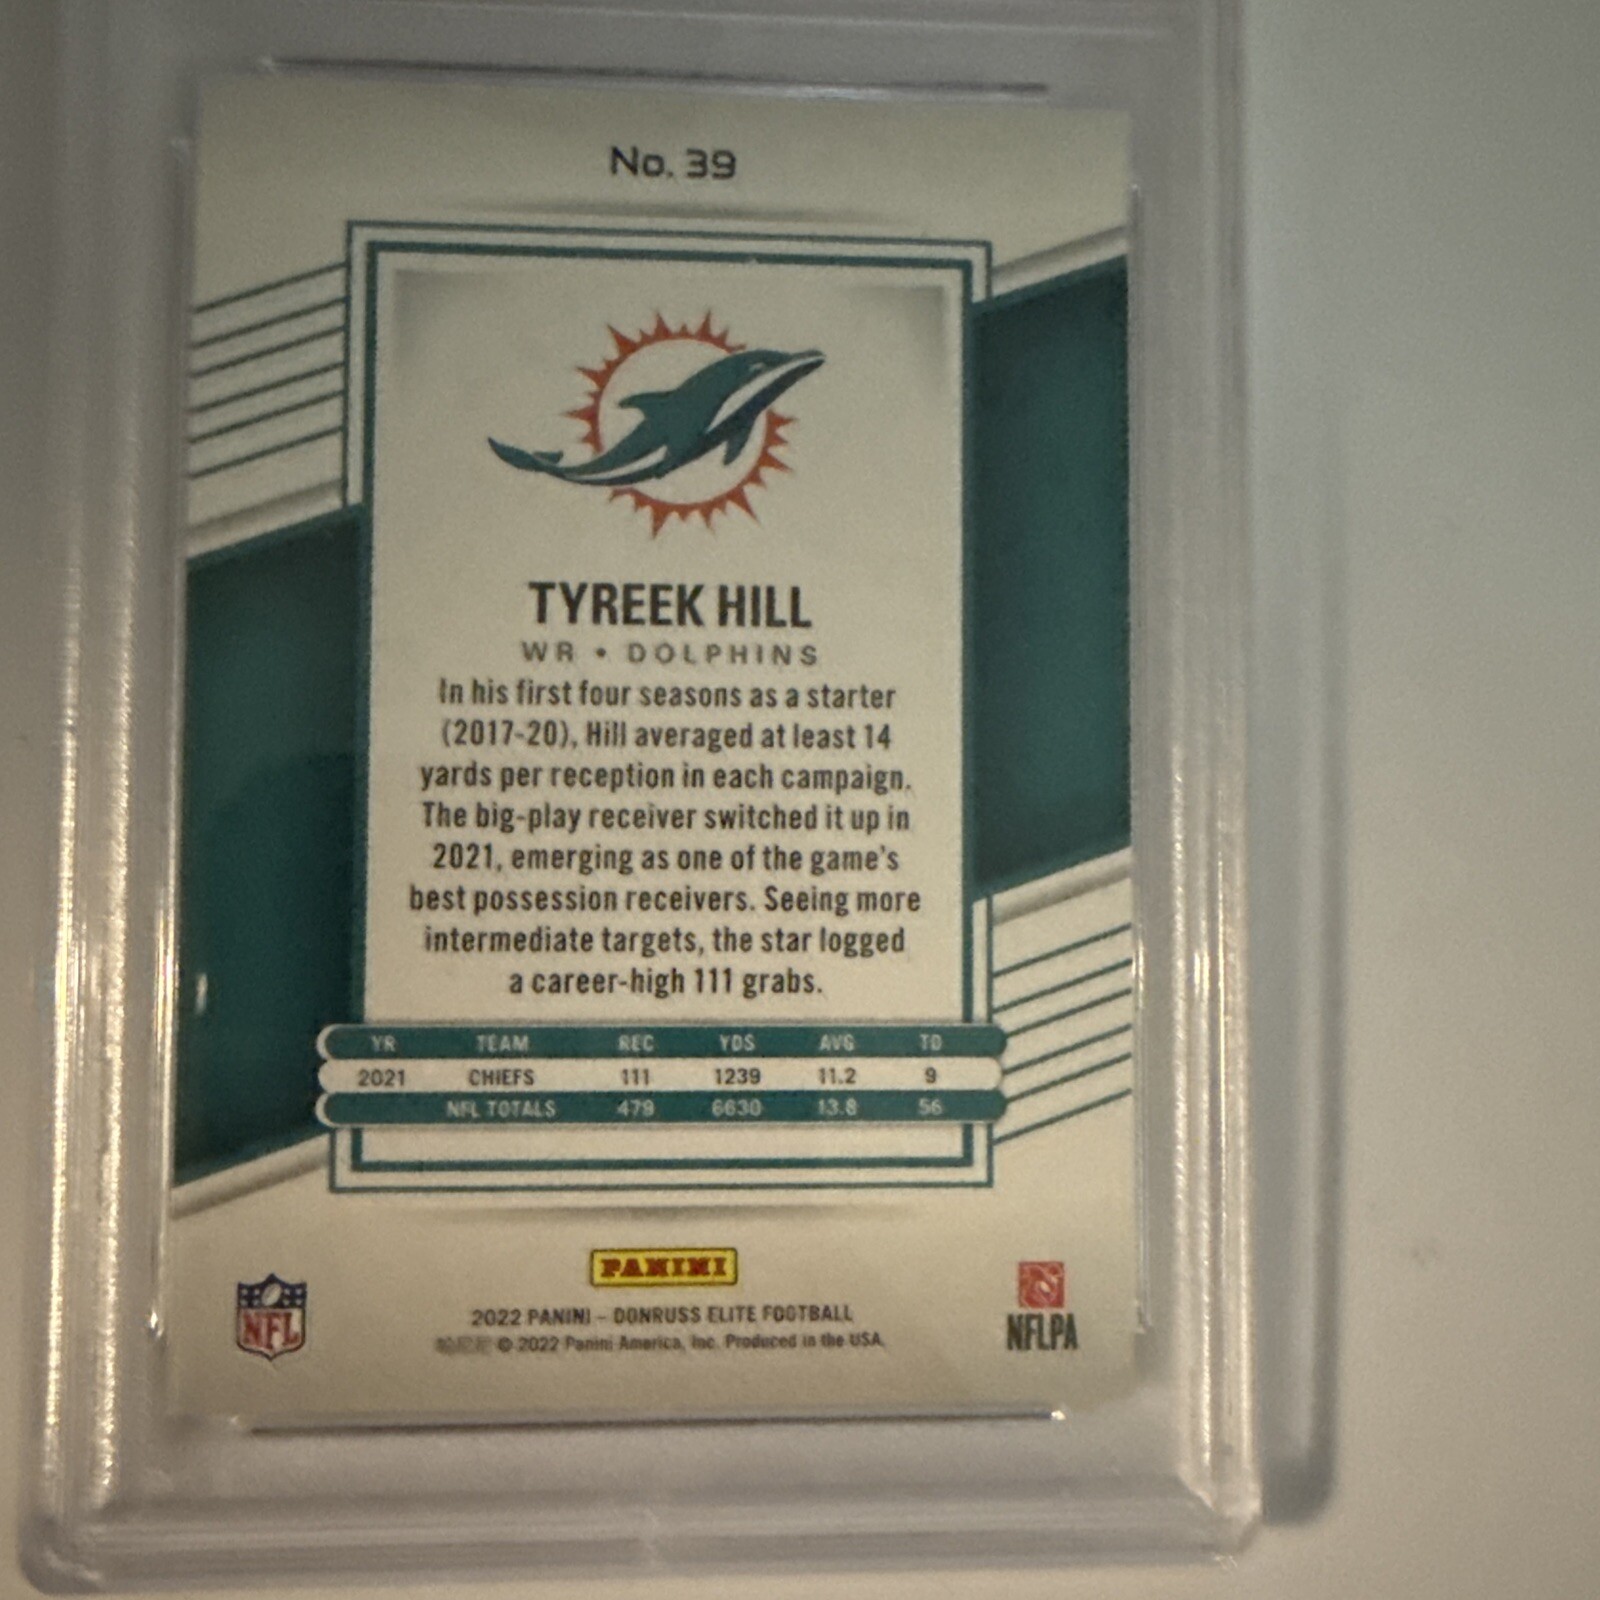 No. 39
TYREEK HILL
WR • DOLPHINS
In his first four seasons as a starter
(2017-20), Hill averaged at least 14
yards per reception in each campaign.
The big-play receiver switched it up in
2021, emerging as one of the game's
best possession receivers. Seeing more
intermediate targets, the star logged
a career-high 111 grabs.
YR TEAM REC YDS AVG TD
2021 CHIEFS 111 1239 11.2 9
NFL TOTALS 479 6630 13.8 56
PANINI
2022 PANINI – DONRUSS ELITE FOOTBALL
© 2022 Panini America, Inc. Produced in the USA.
NFL
NFLPA